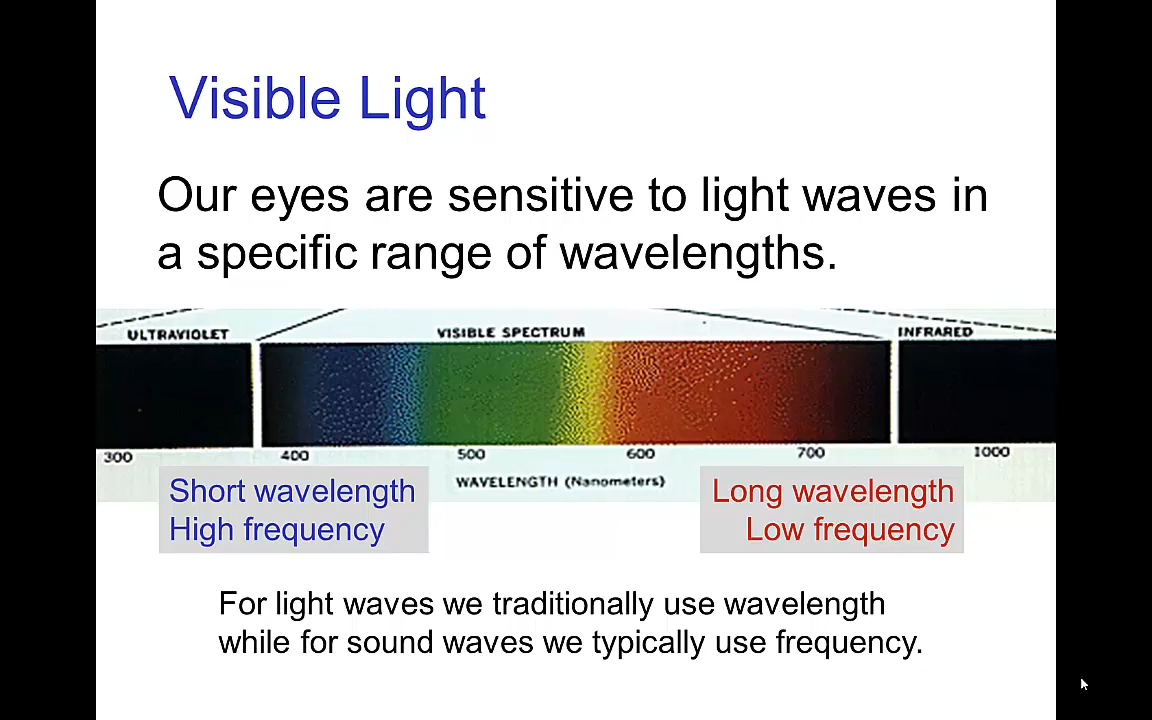 Visible Light
Our eyes are sensitive to light waves in
a specific range of wavelengths.
ULTRAVIOLET VISIBLE SPECTRUM INFRARED
300 400 500 600 700 1000
WAVELENGTH (Nanometers)
Short wavelength
High frequency
Long wavelength
Low frequency
For light waves we traditionally use wavelength
while for sound waves we typically use frequency.